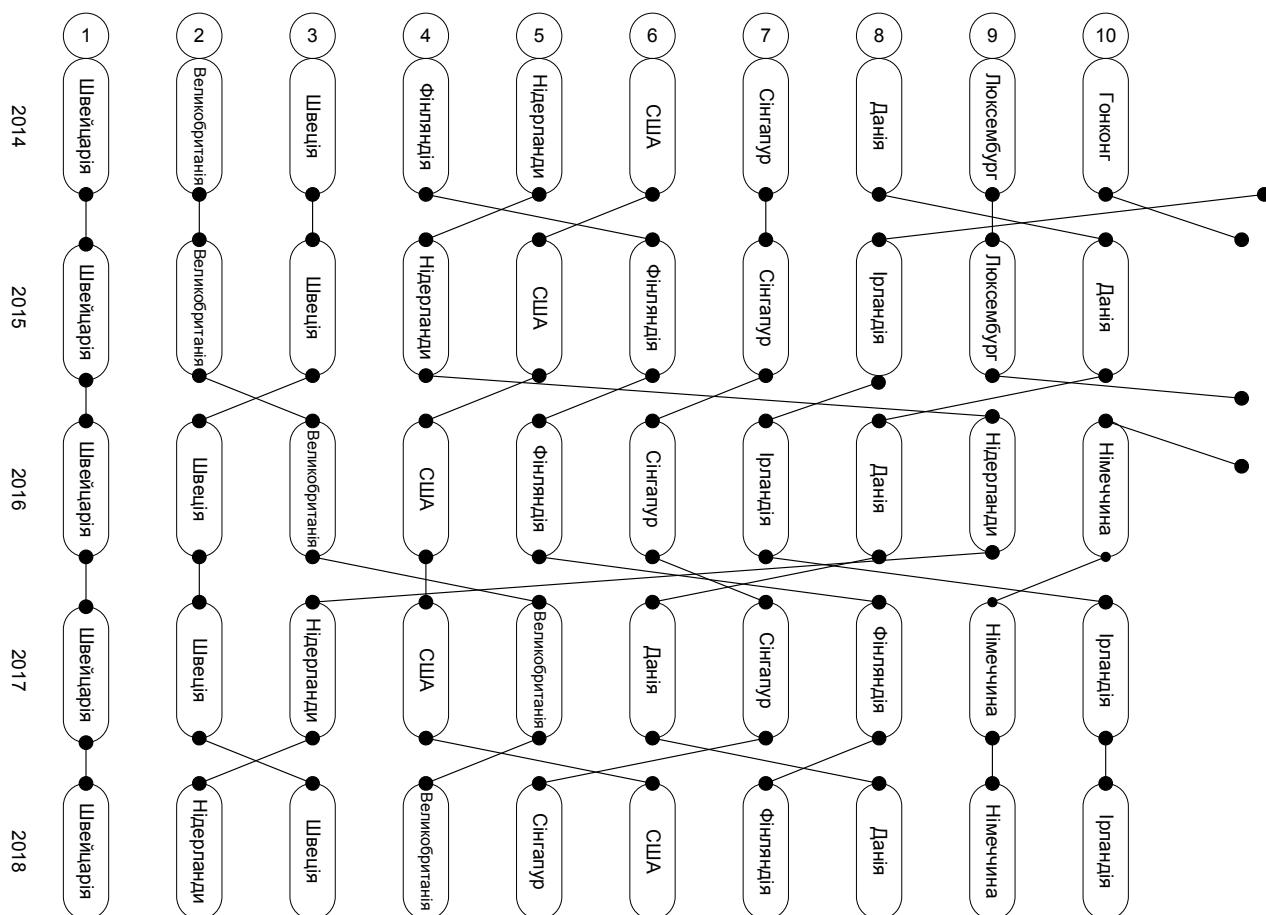 1 2 3 4 5 6 7 8 9 10
2014 Швейцарія Великобританія Швеція Фінляндія Нідерланди США Сінгапур Данія Люксембург Гонконг
2015 Швейцарія Великобританія Швеція Нідерланди США Фінляндія Сінгапур Ірландія Люксембург Данія
2016 Швейцарія Швеція Великобританія США Фінляндія Сінгапур Ірландія Данія Нідерланди Німеччина
2017 Швейцарія Швеція Нідерланди США Великобританія Данія Сінгапур Фінляндія Німеччина Ірландія
2018 Швейцарія Нідерланди Швеція Великобританія Сінгапур США Фінляндія Данія Німеччина Ірландія